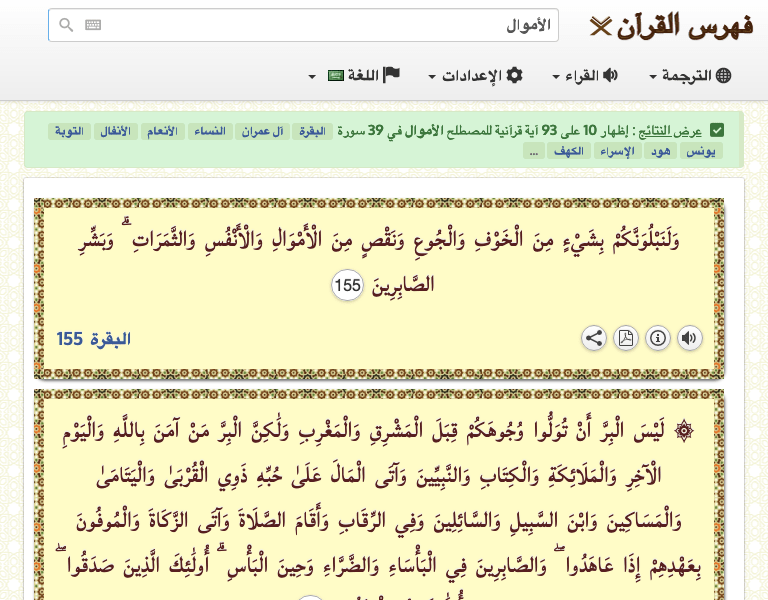 فهرس القرآن
الأموال
الترجمة القراء الإعدادات اللغة
عرض النتائج : إظهار 10 على 93 آية قرآنية للمصطلح الأموال في 39 سورة البقرة آل عمران النساء الأنعام الأنفال التوبة
يونس هود الإسراء الكهف ...
وَلَنَبْلُوَنَّكُمْ بِشَيْءٍ مِنَ الْخَوْفِ وَالْجُوعِ وَنَقْصٍ مِنَ الْأَمْوَالِ وَالْأَنْفُسِ وَالثَّمَرَاتِ ۗ وَبَشِّرِ
الصَّابِرِينَ 155
البقرة 155
۞ لَيْسَ الْبِرَّ أَنْ تُوَلُّوا وُجُوهَكُمْ قِبَلَ الْمَشْرِقِ وَالْمَغْرِبِ وَلَٰكِنَّ الْبِرَّ مَنْ آمَنَ بِاللَّهِ وَالْيَوْمِ
الْآخِرِ وَالْمَلَائِكَةِ وَالْكِتَابِ وَالنَّبِيِّينَ وَآتَى الْمَالَ عَلَىٰ حُبِّهِ ذَوِي الْقُرْبَىٰ وَالْيَتَامَىٰ
وَالْمَسَاكِينَ وَابْنَ السَّبِيلِ وَالسَّائِلِينَ وَفِي الرِّقَابِ وَأَقَامَ الصَّلَاةَ وَآتَى الزَّكَاةَ وَالْمُوفُونَ
بِعَهْدِهِمْ إِذَا عَاهَدُوا ۖ وَالصَّابِرِينَ فِي الْبَأْسَاءِ وَالضَّرَّاءِ وَحِينَ الْبَأْسِ ۗ أُولَٰئِكَ الَّذِينَ صَدَقُوا ۖ